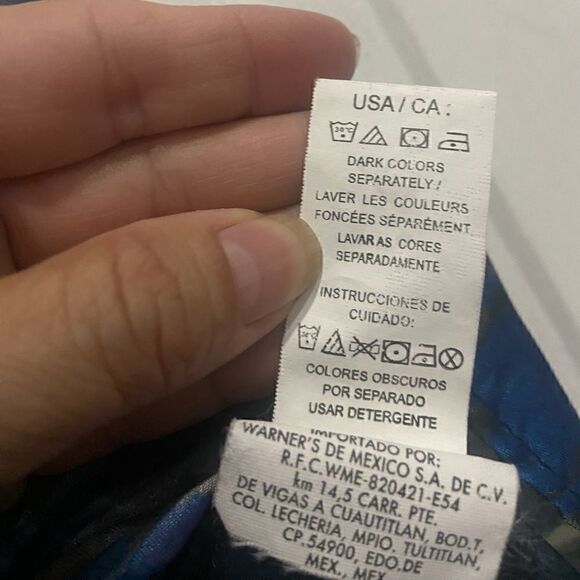 USA / CA :
30°C
DARK COLORS
SEPARATELY /
LAVER LES COULEURS
FONCÉES SÉPARÉMENT
LAVAR AS CORES
SEPARADAMENTE
INSTRUCCIONES DE
CUIDADO:
COLORES OBSCUROS
POR SEPARADO
USAR DETERGENTE
IMPORTADO POR:
WARNER'S DE MEXICO S.A. DE C.V.
R.F.C.WME-820421-E54
km 14,5 CARR. PTE.
DE VIGAS A CUAUTITLAN, BOD.T,
COL. LECHERIA, MPIO. TULTITLAN,
CP.54900, EDO.DE
MEX., MEX.